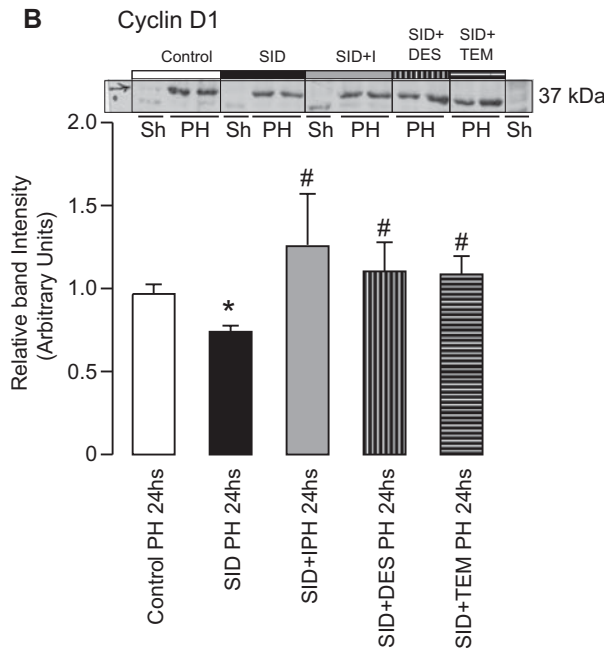 B Cyclin D1
Control SID SID+I SID+ DES SID+ TEM
37 kDa
Sh PH Sh PH Sh PH PH PH Sh
Relative band Intensity
(Arbitrary Units)
2.0
1.5
1.0
0.5
0
* # # #
Control PH 24hs
SID PH 24hs
SID+IPH 24hs
SID+DES PH 24hs
SID+TEM PH 24hs